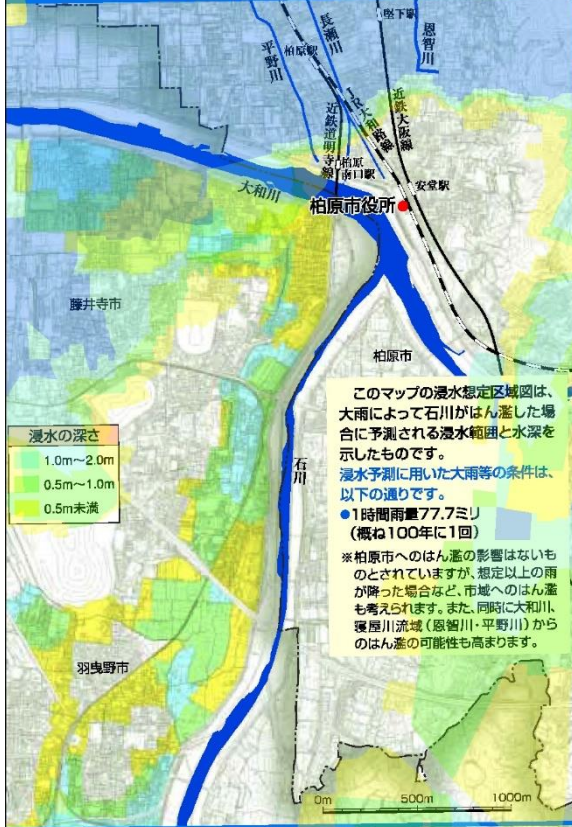 堅下駅
恩智川
長瀬川
柏原駅
平野川
JR大和路線
近鉄大阪線
近鉄道明寺線
柏原
南口駅
安堂駅
大和川
柏原市役所
藤井寺市
柏原市
このマップの浸水想定区域図は、
大雨によって石川がはん濫した場
合に予測される浸水範囲と水深を
示したものです。
浸水予測に用いた大雨等の条件は、
以下の通りです。
●1時間雨量77.7ミリ
(概ね100年に1回)
※柏原市へのはん濫の影響はないも
のとされていますが、想定以上の雨
が降った場合など、市域へのはん濫
も考えられます。また、同時に大和川、
寝屋川流域(恩智川・平野川)から
のはん濫の可能性も高まります。
浸水の深さ
1.0m~2.0m
0.5m~1.0m
0.5m未満
石川
羽曳野市
0m 500m 1000m